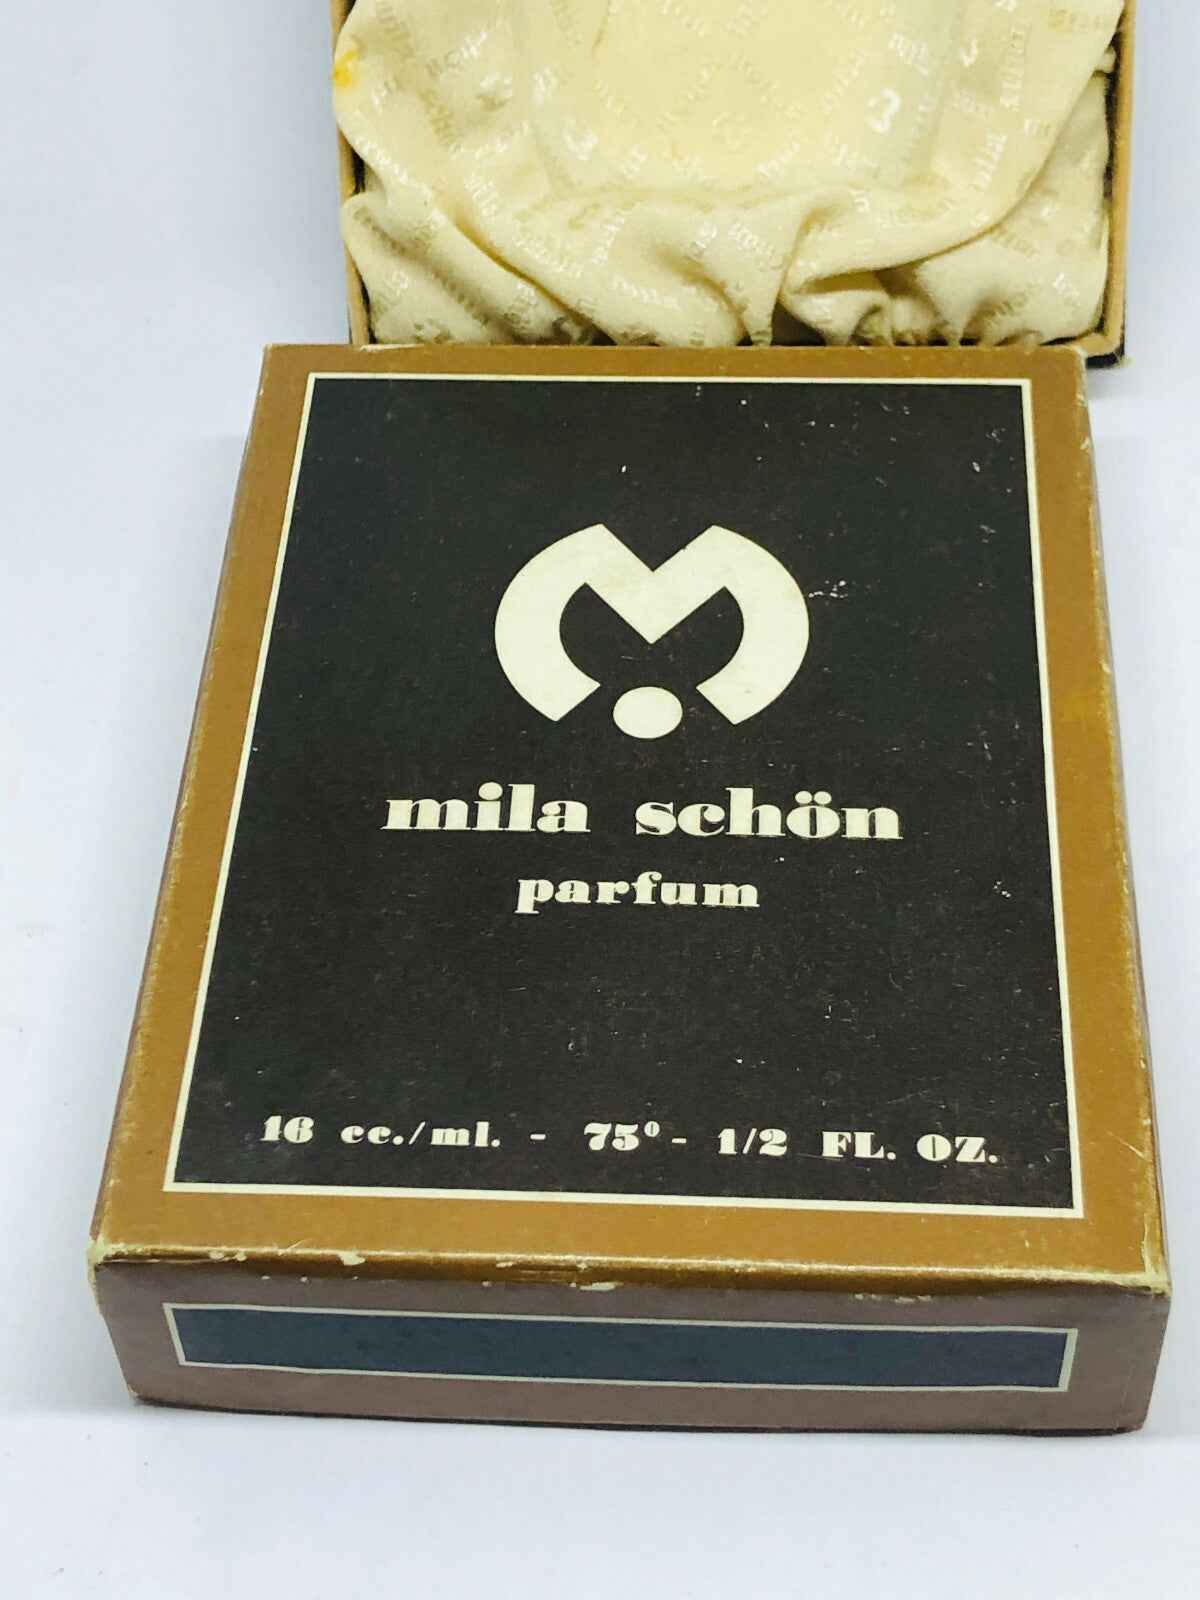 mila schön
parfum
16 cc./ml. - 75° - 1/2 FL. OZ.